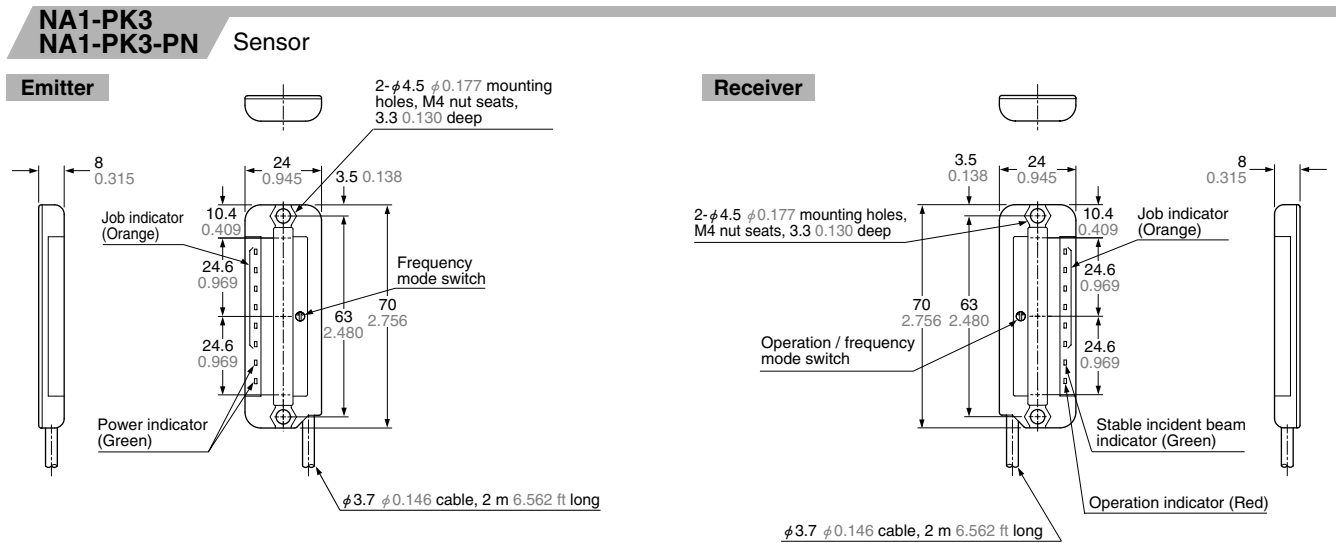 NA1-PK3
NA1-PK3-PN
Sensor
Emitter
2-ϕ4.5 ϕ0.177 mounting
holes, M4 nut seats,
3.3 0.130 deep
8
0.315
24
0.945
3.5 0.138
Job indicator
(Orange)
10.4
0.409
24.6
0.969
Frequency
mode switch
63
2.480
70
2.756
24.6
0.969
Power indicator
(Green)
ϕ3.7 ϕ0.146 cable, 2 m 6.562 ft long
Receiver
3.5
0.138
24
0.945
8
0.315
2-ϕ4.5 ϕ0.177 mounting holes,
M4 nut seats, 3.3 0.130 deep
10.4
0.409
Job indicator
(Orange)
24.6
0.969
70
2.756
63
2.480
Operation / frequency
mode switch
24.6
0.969
Stable incident beam
indicator (Green)
Operation indicator (Red)
ϕ3.7 ϕ0.146 cable, 2 m 6.562 ft long